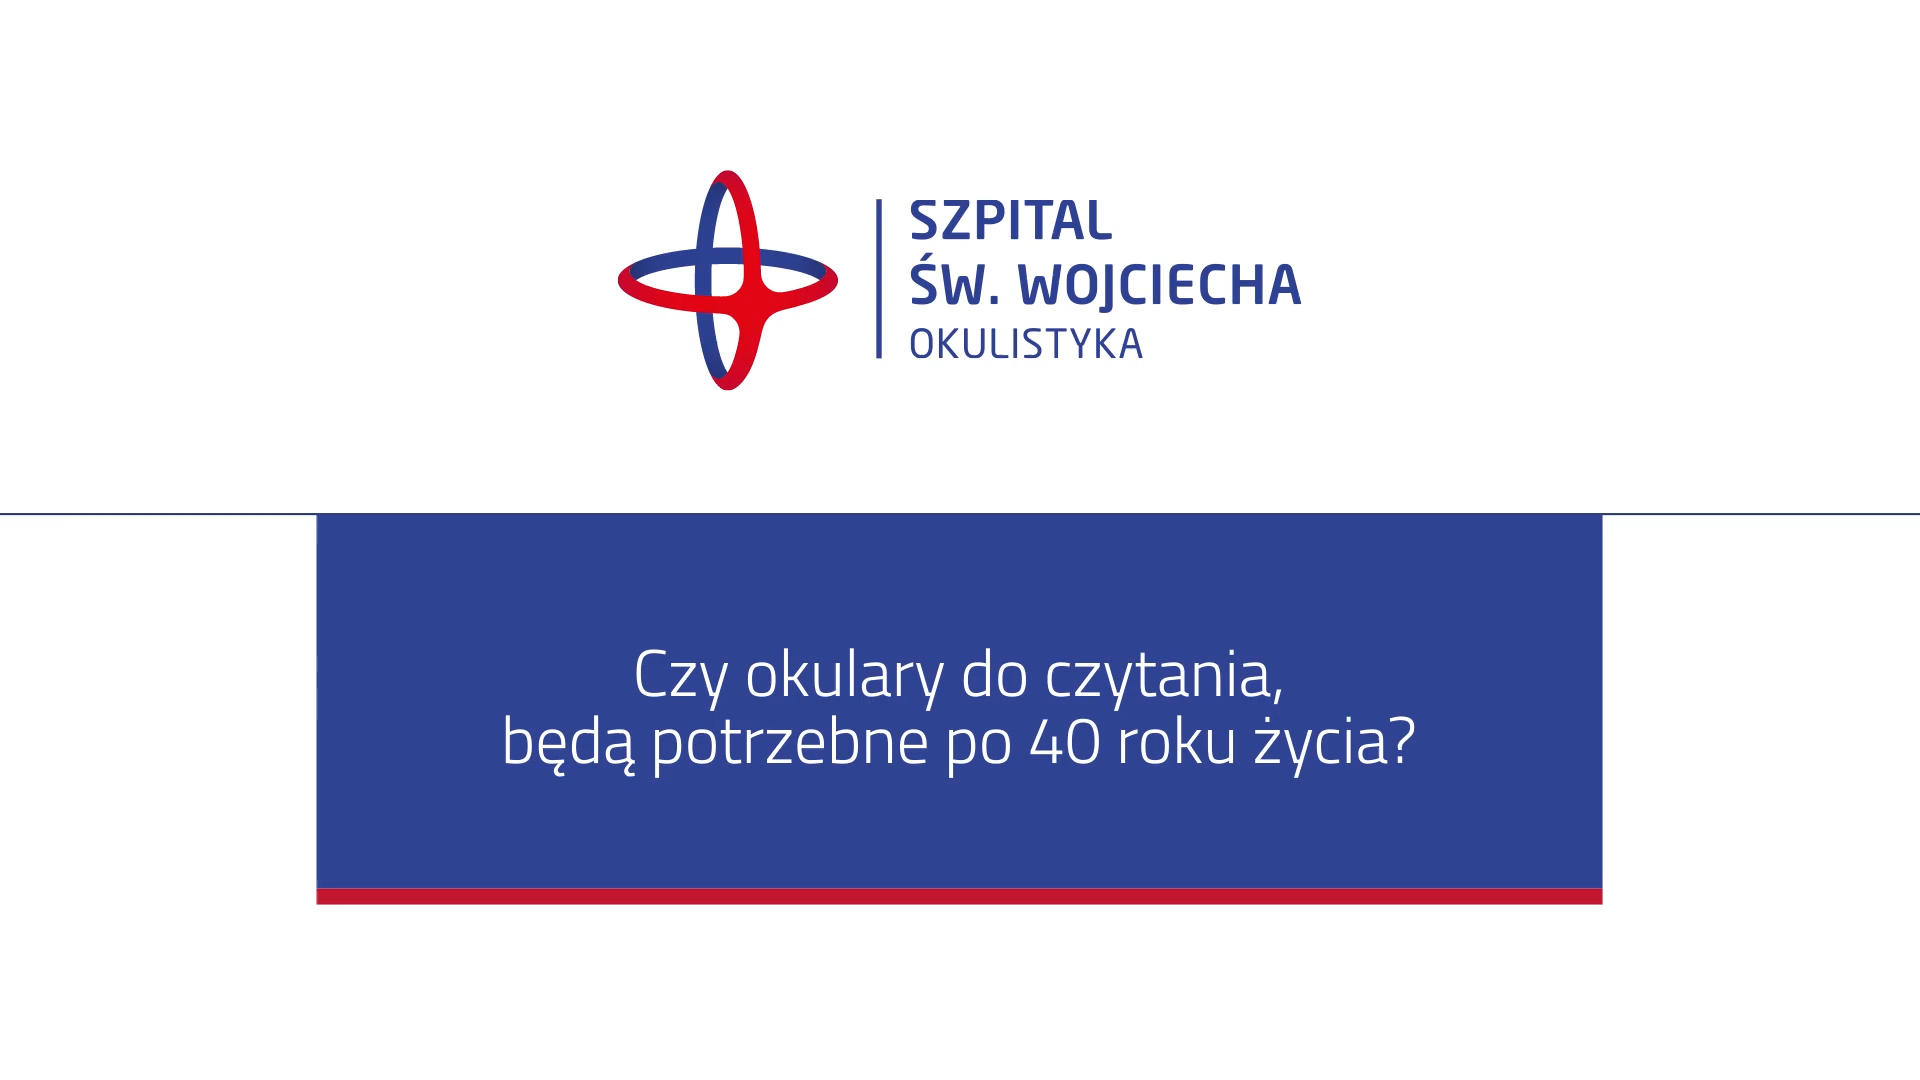 SZPITAL
ŚW. WOJCIECHA
OKULISTYKA
Czy okulary do czytania,
będą potrzebne po 40 roku życia?